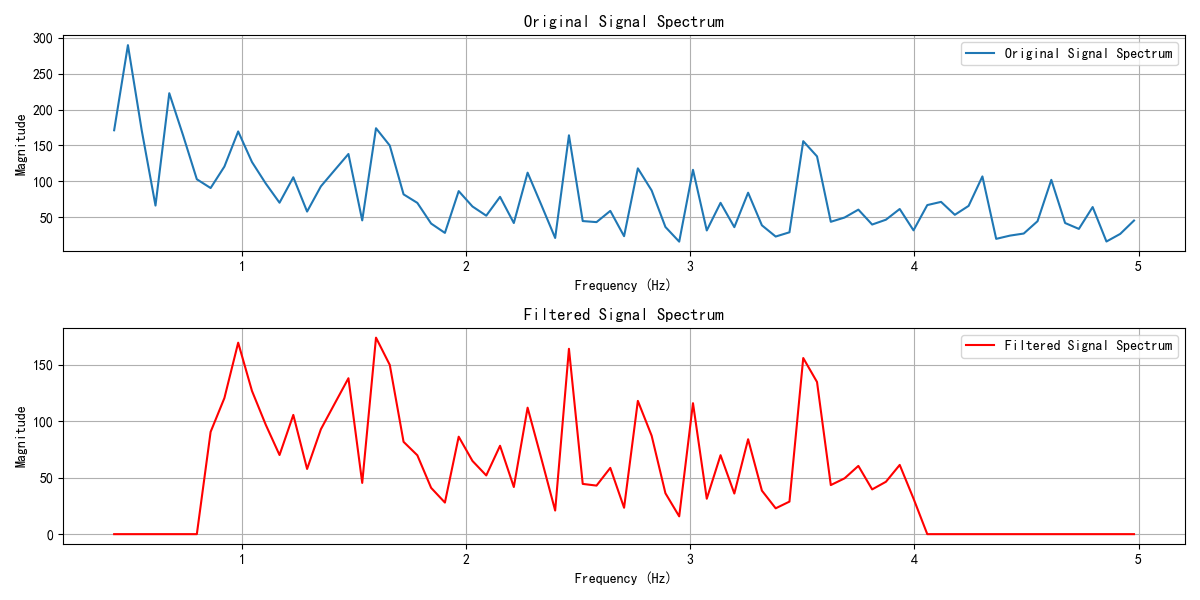 Original Signal Spectrum
300
250
200
150
100
50
Magnitude
Original Signal Spectrum
1 2 3 4 5
Frequency (Hz)
Filtered Signal Spectrum
150
100
50
0
Magnitude
Filtered Signal Spectrum
1 2 3 4 5
Frequency (Hz)